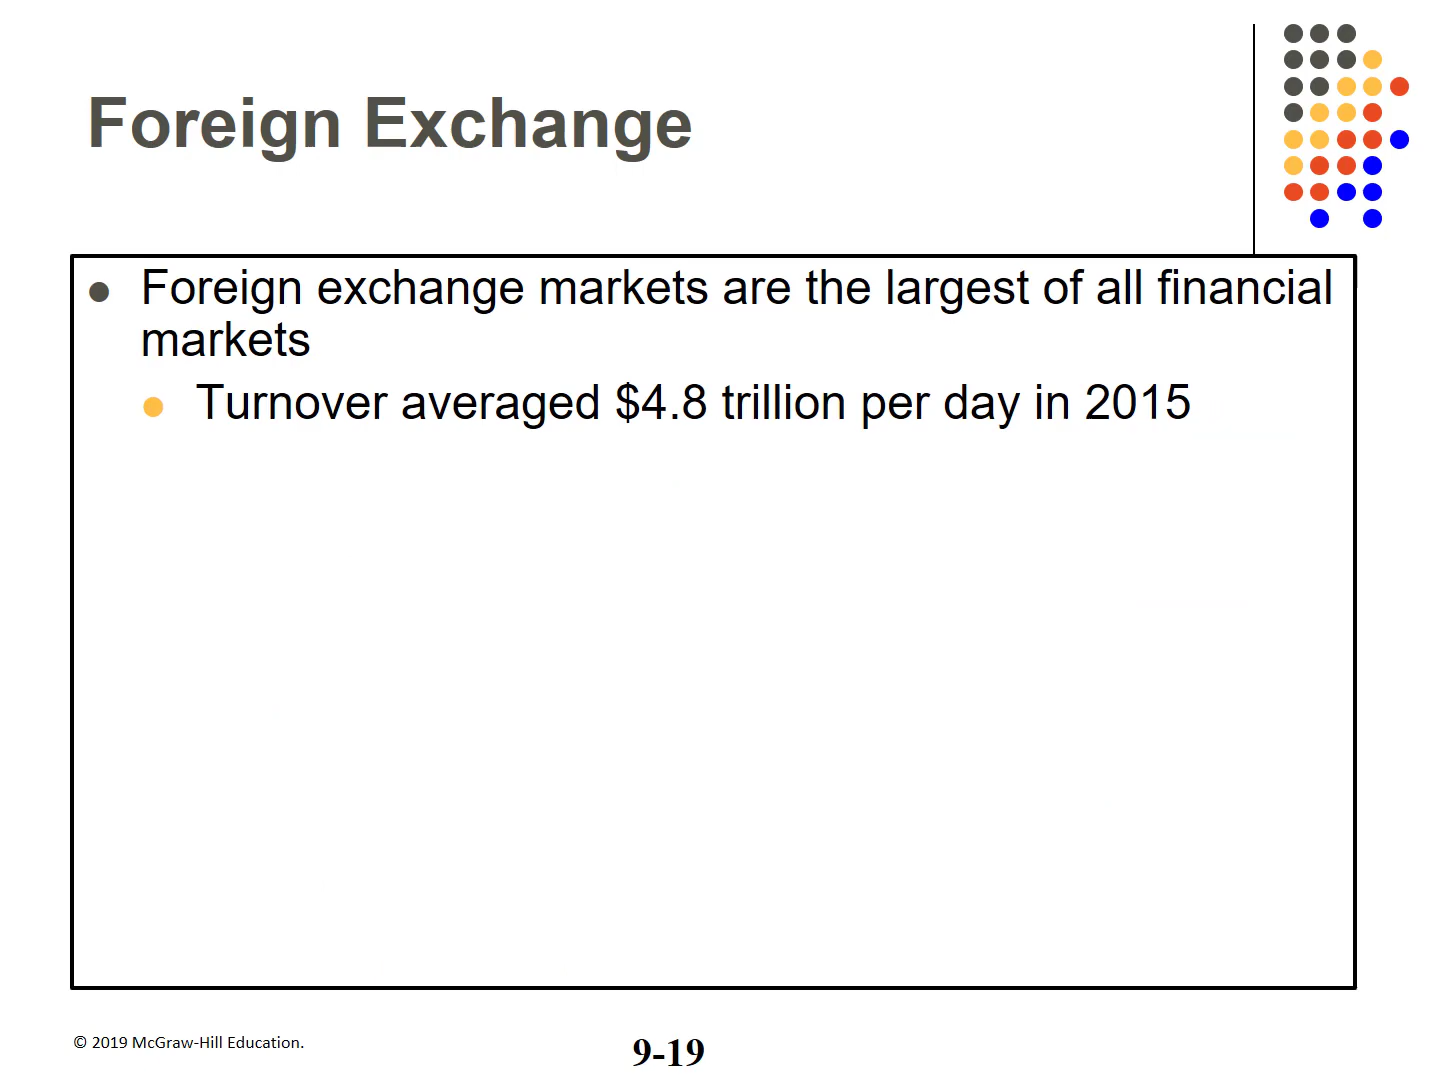 Foreign Exchange
Foreign exchange markets are the largest of all financial
markets
Turnover averaged $4.8 trillion per day in 2015
© 2019 McGraw-Hill Education.
9-19